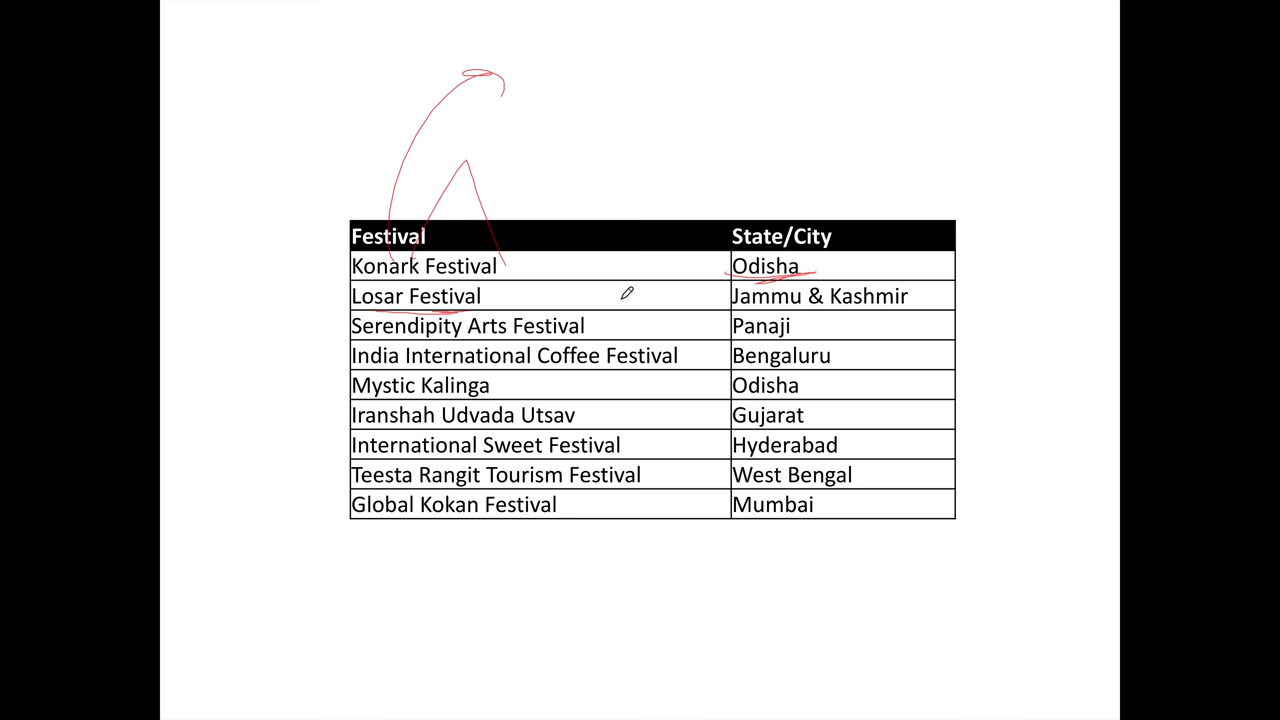 Festival State/City
Konark Festival Odisha
Losar Festival Jammu & Kashmir
Serendipity Arts Festival Panaji
India International Coffee Festival Bengaluru
Mystic Kalinga Odisha
Iranshah Udvada Utsav Gujarat
International Sweet Festival Hyderabad
Teesta Rangit Tourism Festival West Bengal
Global Kokan Festival Mumbai